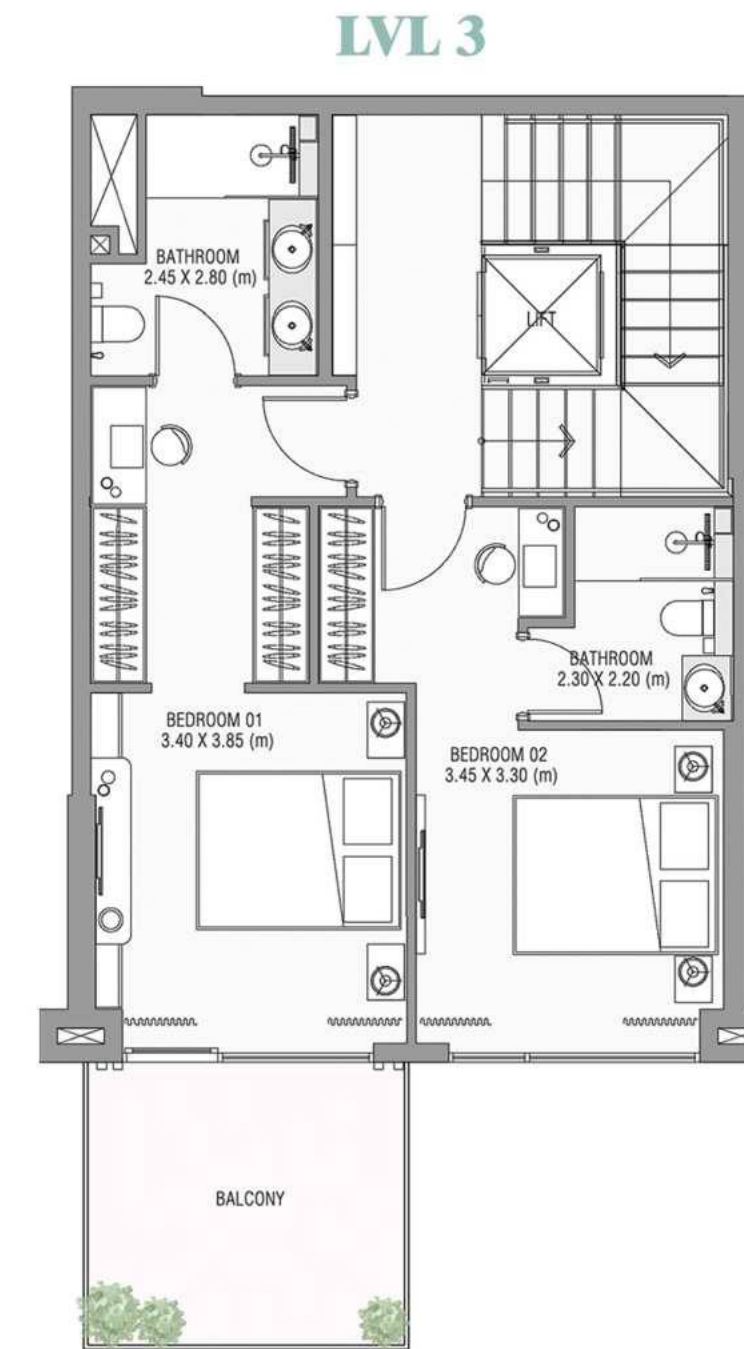 LVL 3
BATHROOM
2.45 X 2.80 (m)
LIFT
BATHROOM
2.30 X 2.20 (m)
BEDROOM 01
3.40 X 3.85 (m)
BEDROOM 02
3.45 X 3.30 (m)
BALCONY